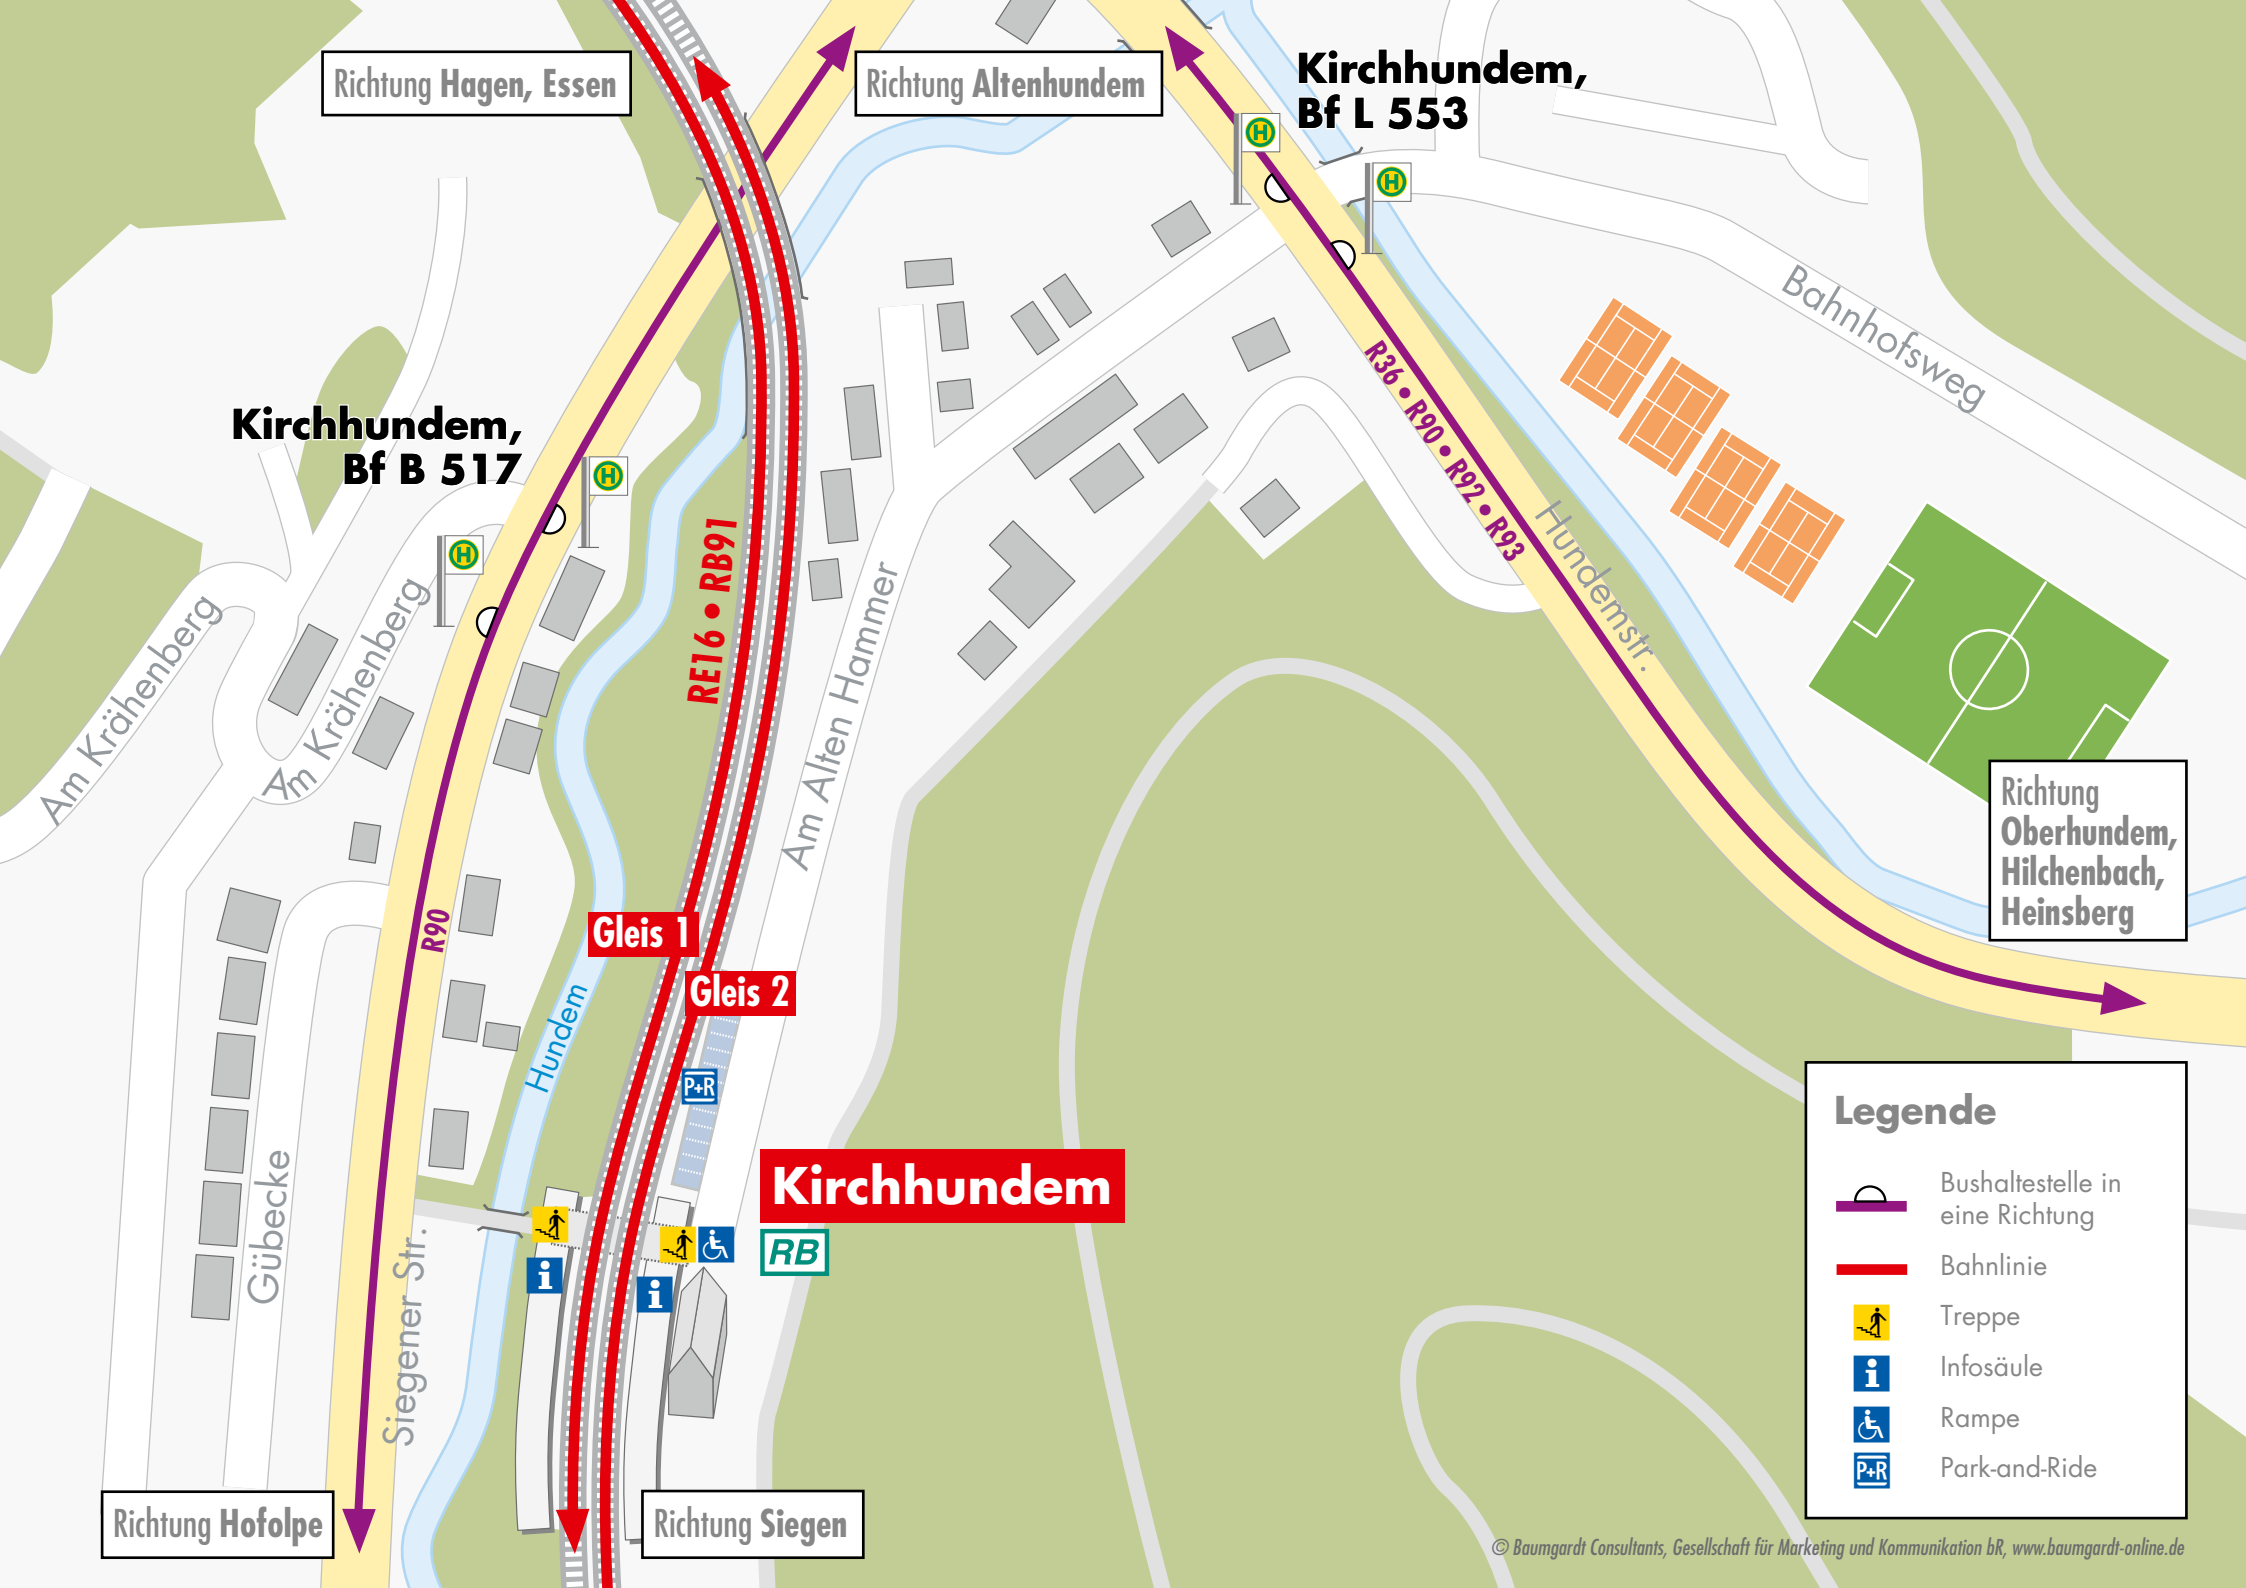 Richtung Hagen, Essen
Richtung Altenhundem
Kirchhundem,
Bf L 553
H
H
Bahnhofsweg
Kirchhundem,
Bf B 517
H
H
R36 • R90 • R92 • R93
Hundemstr.
RE16 • RB91
Am Alten Hammer
Am Krähenberg
Am Krähenberg
Richtung
Oberhundem,
Hilchenbach,
Heinsberg
R90
Gleis 1
Gleis 2
Hundem
P+R
Kirchhundem
RB
i
i
Gübecke
Siegener Str.
Legende
Bushaltestelle in
eine Richtung
Bahnlinie
Treppe
i Infosäule
Rampe
P+R Park-and-Ride
Richtung Hofolpe
Richtung Siegen
© Baumgardt Consultants, Gesellschaft für Marketing und Kommunikation bR, www.baumgardt-online.de